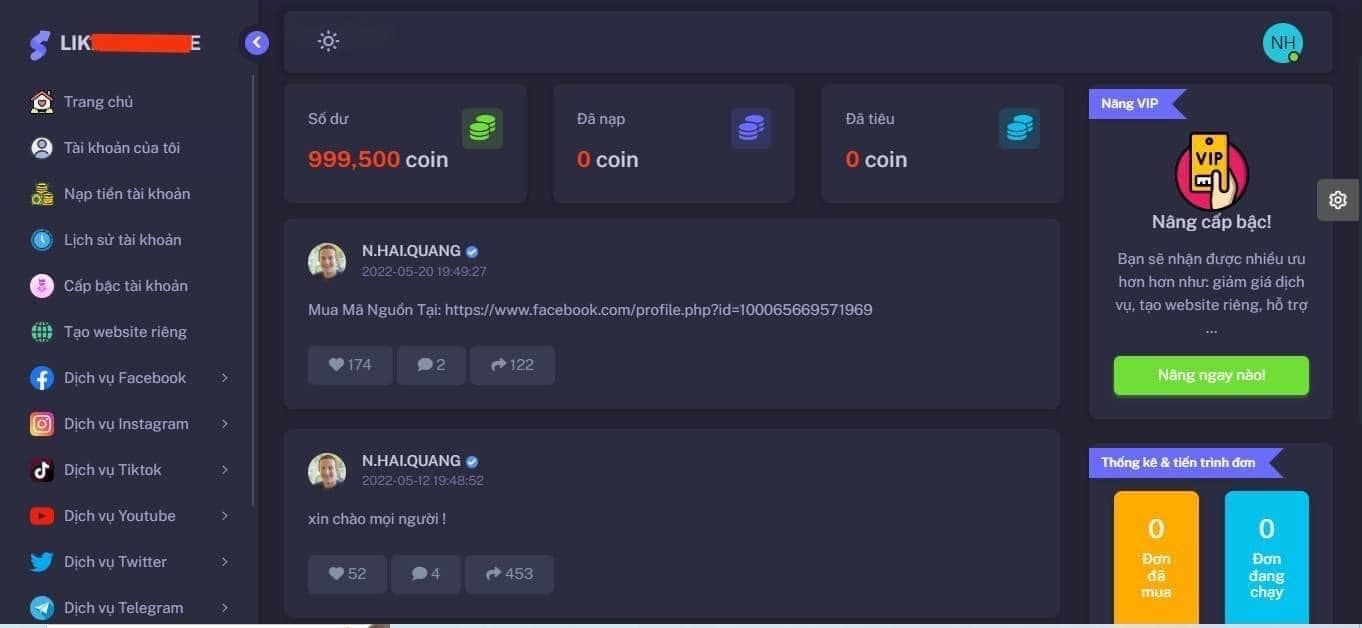 LIK
E
Trang chủ
Tài khoản của tôi
Nạp tiền tài khoản
Lịch sử tài khoản
Cấp bậc tài khoản
Tạo website riêng
Dịch vụ Facebook
Dịch vụ Instagram
Dịch vụ Tiktok
Dịch vụ Youtube
Dịch vụ Twitter
Dịch vụ Telegram
NH
Số dư
999,500 coin
Đã nạp
0 coin
Đã tiêu
0 coin
N.HAI.QUANG
2022-05-20 19:49:27
Mua Mã Nguồn Tại: https://www.facebook.com/profile.php?id=100065669571969
174
2
122
N.HAI.QUANG
2022-05-12 19:48:52
xin chào mọi người !
52
4
453
Nâng VIP
VIP
Nâng cấp bậc!
Bạn sẽ nhận được nhiều ưu
hơn hơn như: giảm giá dịch
vụ, tạo website riêng, hỗ trợ
...
Nâng ngay nào!
Thống kê & tiến trình đơn
0
Đơn
đã
mua
0
Đơn
đang
chạy